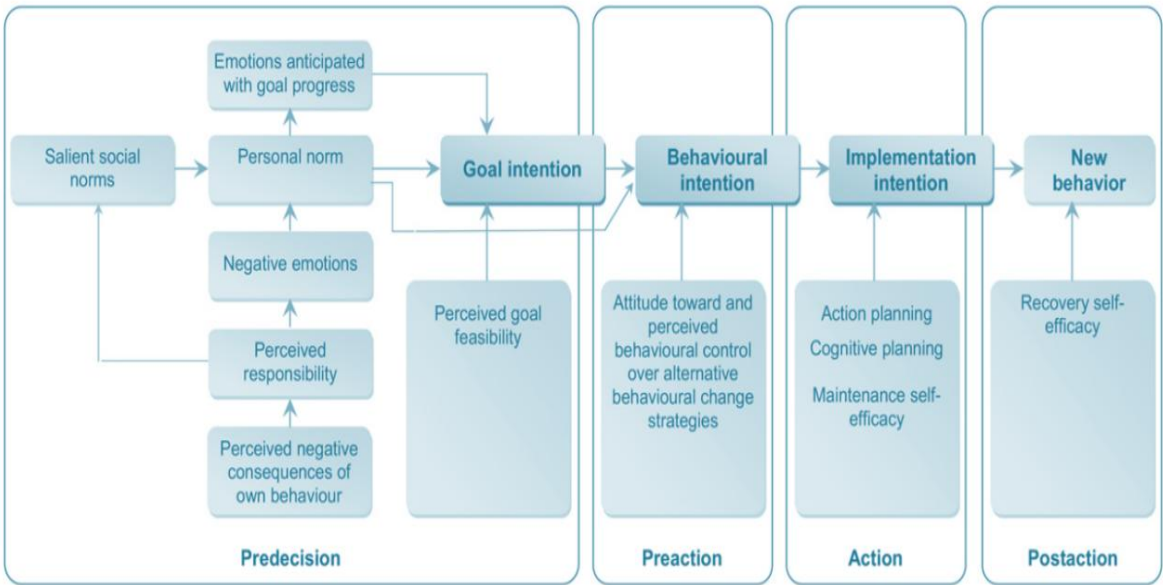 Emotions anticipated
with goal progress
Salient social
norms
Personal norm
Goal intention
Behavioural
intention
Implementation
intention
New
behavior
Negative emotions
Perceived
responsibility
Perceived negative
consequences of
own behaviour
Perceived goal
feasibility
Attitude toward and
perceived
behavioural control
over alternative
behavioural change
strategies
Action planning
Cognitive planning
Maintenance self-
efficacy
Recovery self-
efficacy
Predecision
Preaction
Action
Postaction